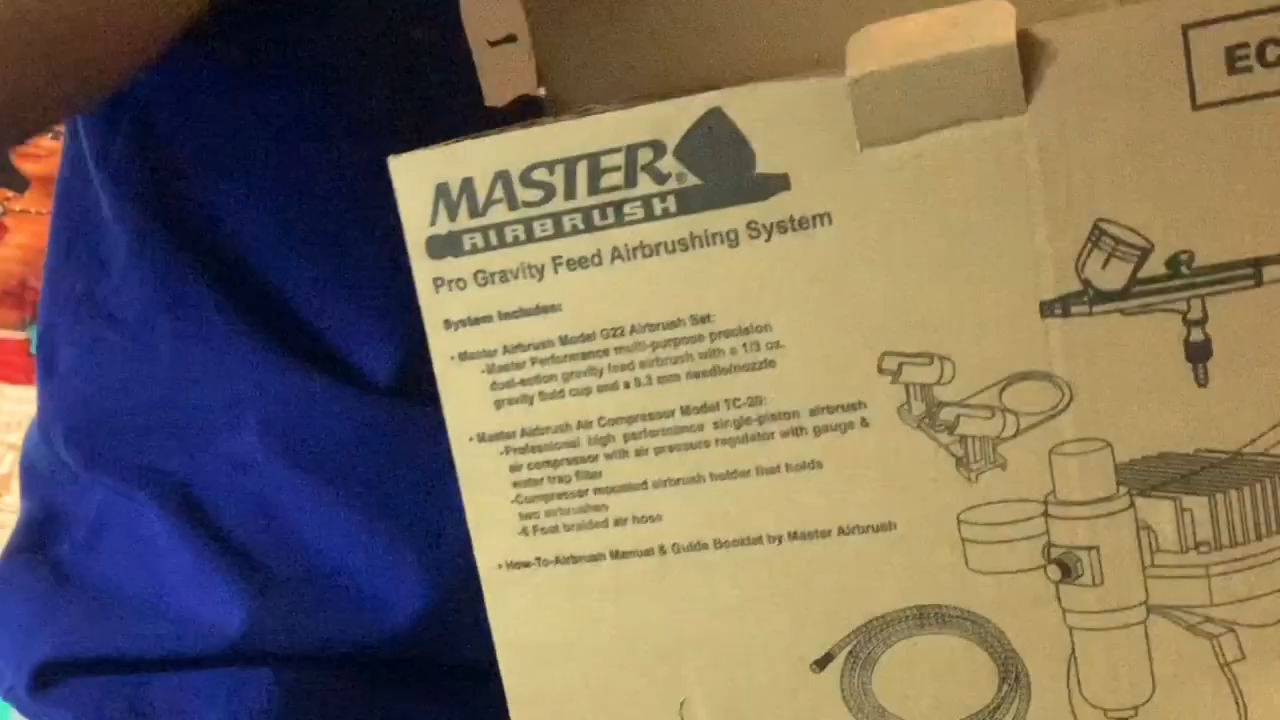 MASTER®
AIRBRUSH
Pro Gravity Feed Airbrushing System
System Includes:
• Master Airbrush Model G22 Airbrush Set:
-Master Performance multi-purpose precision
dual-action gravity feed airbrush with a 1/3 oz.
gravity fluid cup and a 0.3 mm needle/nozzle
• Master Airbrush Air Compressor Model TC-20:
-Professional high performance single-piston airbrush
air compressor with air pressure regulator with gauge &
water trap filter
-Compressor mounted airbrush holder that holds
two airbrushes
-6 Foot braided air hose
• How-To-Airbrush Manual & Guide Booklet by Master Airbrush
EC